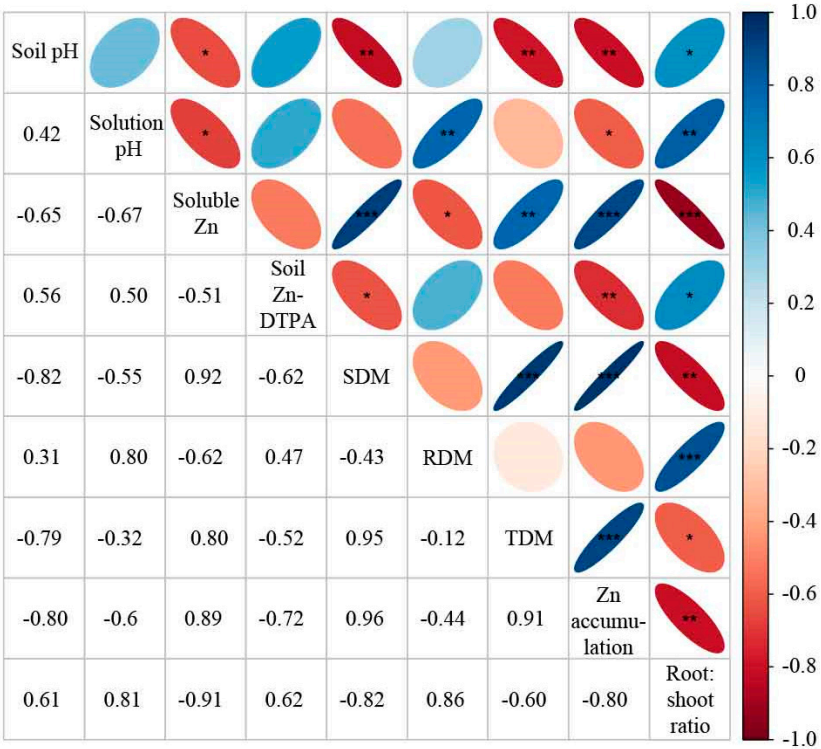 Soil pH * ** ** ** * 1.0
0.8
0.42 Solution pH * ** * **
0.6
-0.65 -0.67 Soluble Zn *** * ** *** ***
0.4
0.56 0.50 -0.51 Soil Zn-DTPA * ** *
0.2
-0.82 -0.55 0.92 -0.62 SDM *** *** **
0
0.31 0.80 -0.62 0.47 -0.43 RDM ***
-0.2
-0.79 -0.32 0.80 -0.52 0.95 -0.12 TDM *** *
-0.4
-0.6
-0.80 -0.6 0.89 -0.72 0.96 -0.44 0.91 Zn accumu-lation **
-0.8
0.61 0.81 -0.91 0.62 -0.82 0.86 -0.60 -0.80 Root: shoot ratio
-1.0